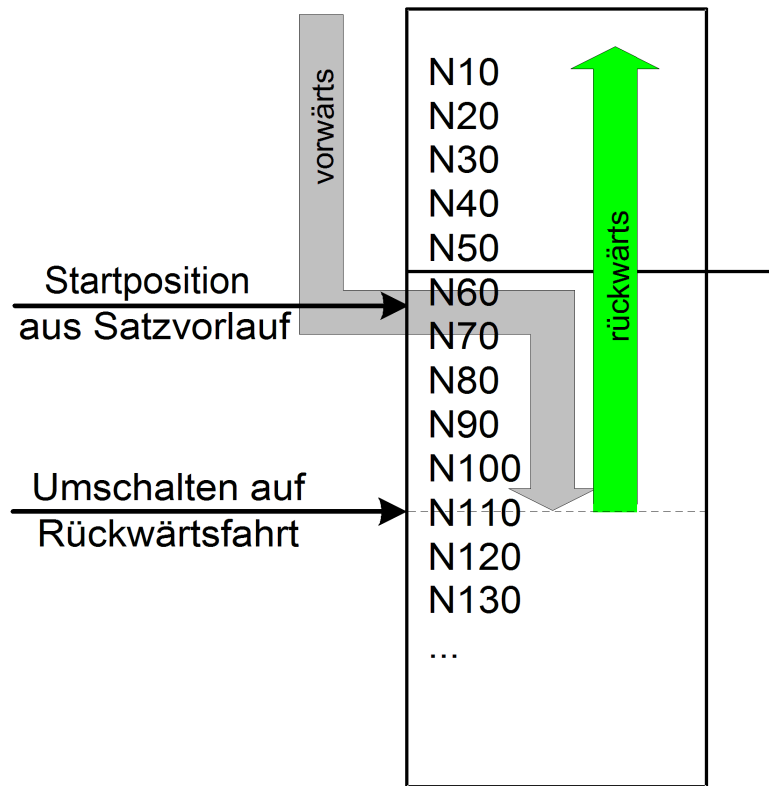 vorwärts
N10
N20
N30
N40
N50
N60
N70
N80
N90
N100
N110
N120
N130
...
rückwärts
Startposition
aus Satzvorlauf
Umschalten auf
Rückwärtsfahrt